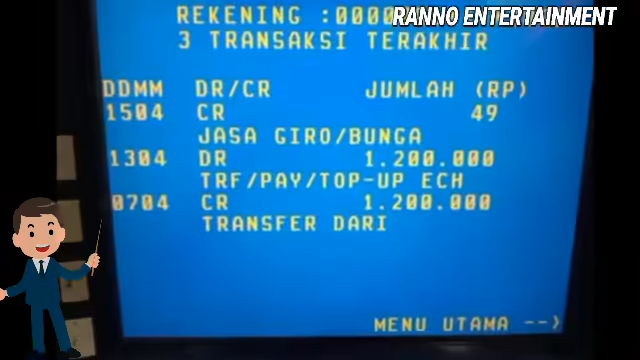 REKENING :0000
RANNO ENTERTAINMENT
3 TRANSAKSI TERAKHIR
DDMM DR/CR JUMLAH (RP)
1504 CR 49
JASA GIRO/BUNGA
1304 DR 1.200.000
TRF/PAY/TOP-UP ECH
0704 CR 1.200.000
TRANSFER DARI
MENU UTAMA -->